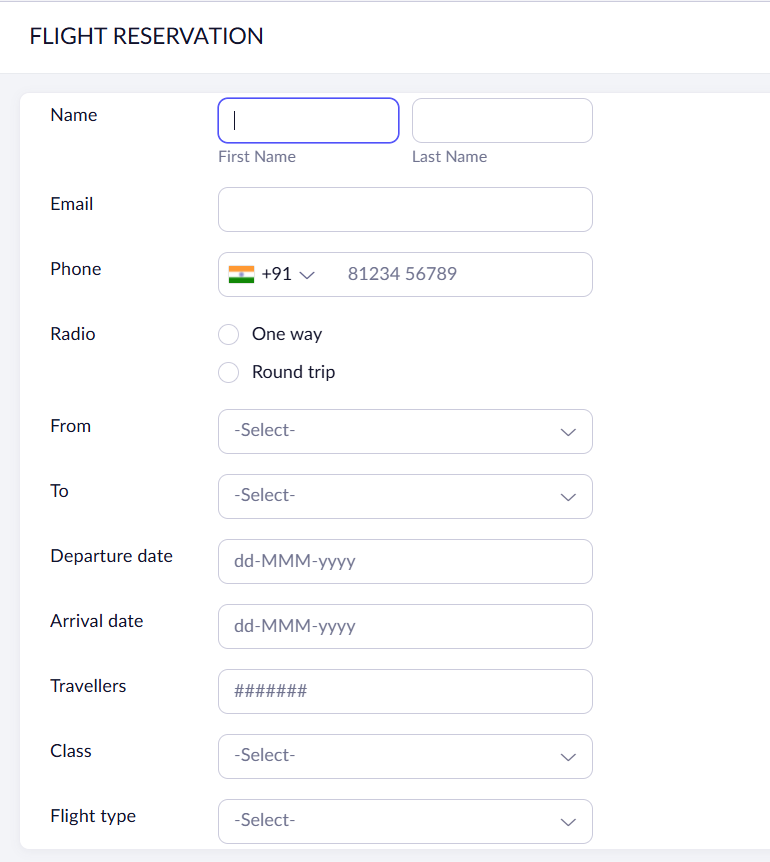 FLIGHT RESERVATION
Name
First Name Last Name
Email
Phone +91 81234 56789
Radio One way
Round trip
From -Select-
To -Select-
Departure date dd-MMM-yyyy
Arrival date dd-MMM-yyyy
Travellers #######
Class -Select-
Flight type -Select-